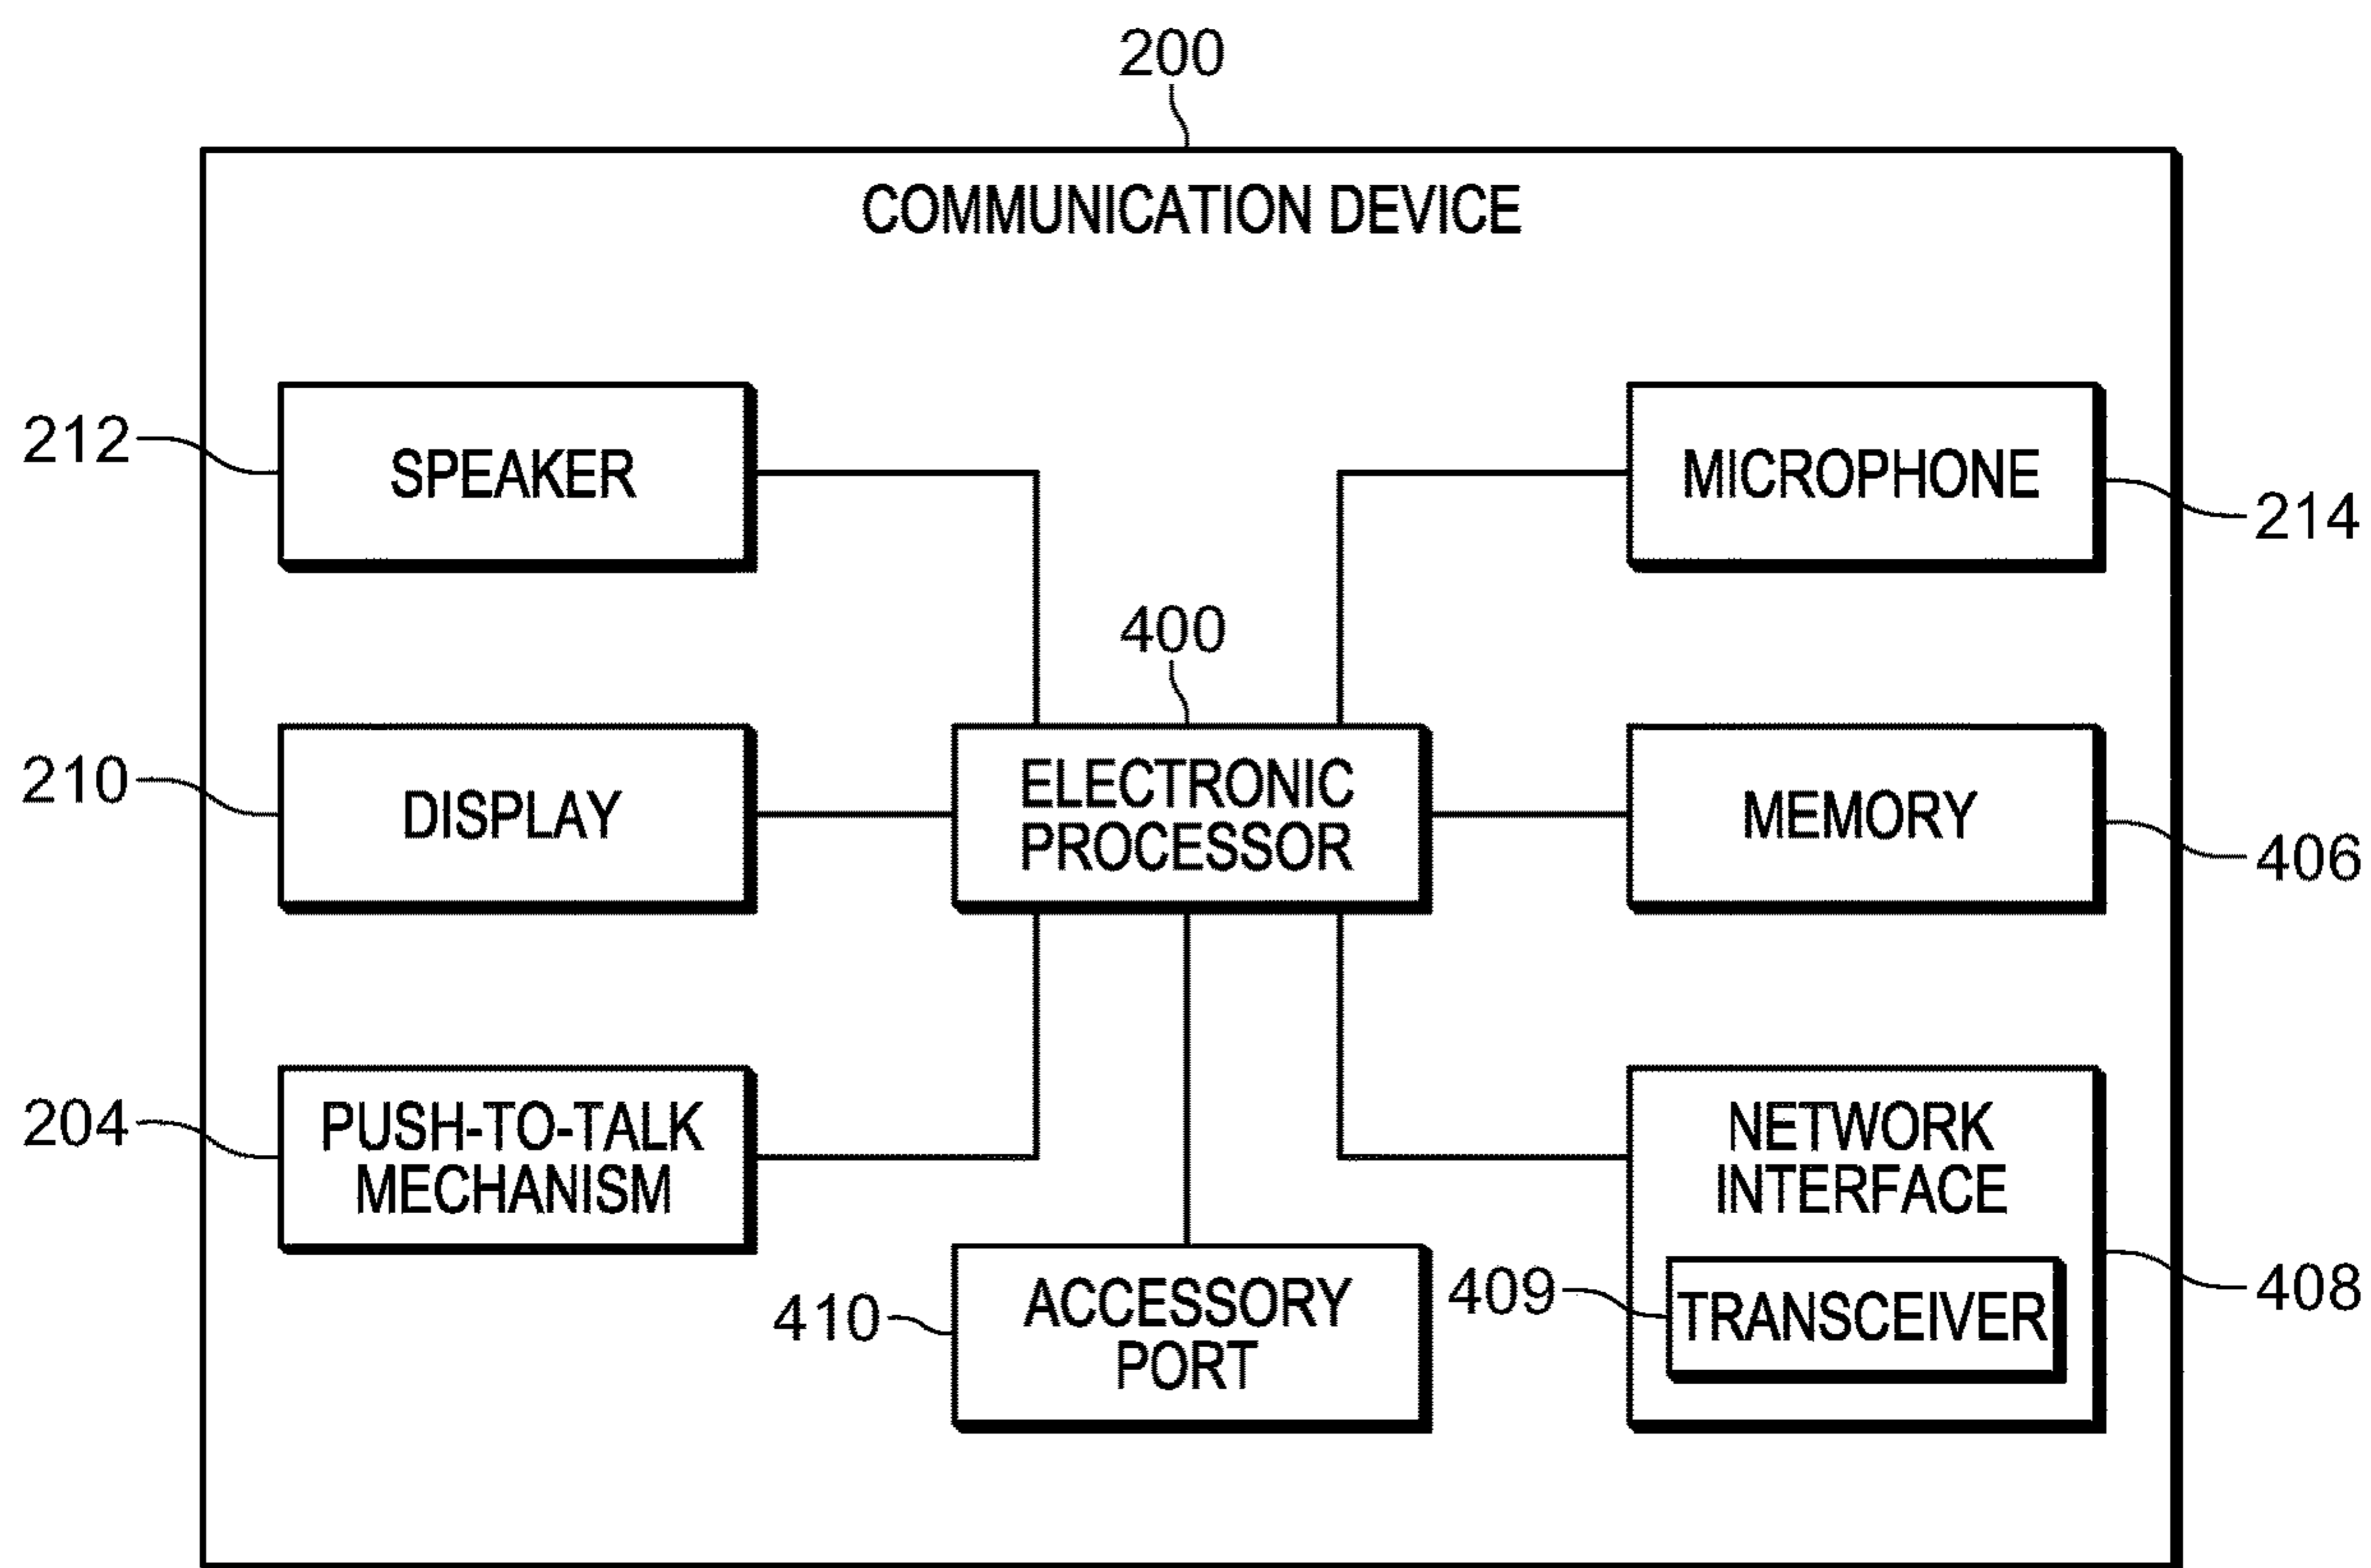 200
COMMUNICATION DEVICE
212
SPEAKER
MICROPHONE
214
400
210
DISPLAY
ELECTRONIC
PROCESSOR
MEMORY
406
204
PUSH-TO-TALK
MECHANISM
NETWORK
INTERFACE
408
410
ACCESSORY
PORT
409
TRANSCEIVER